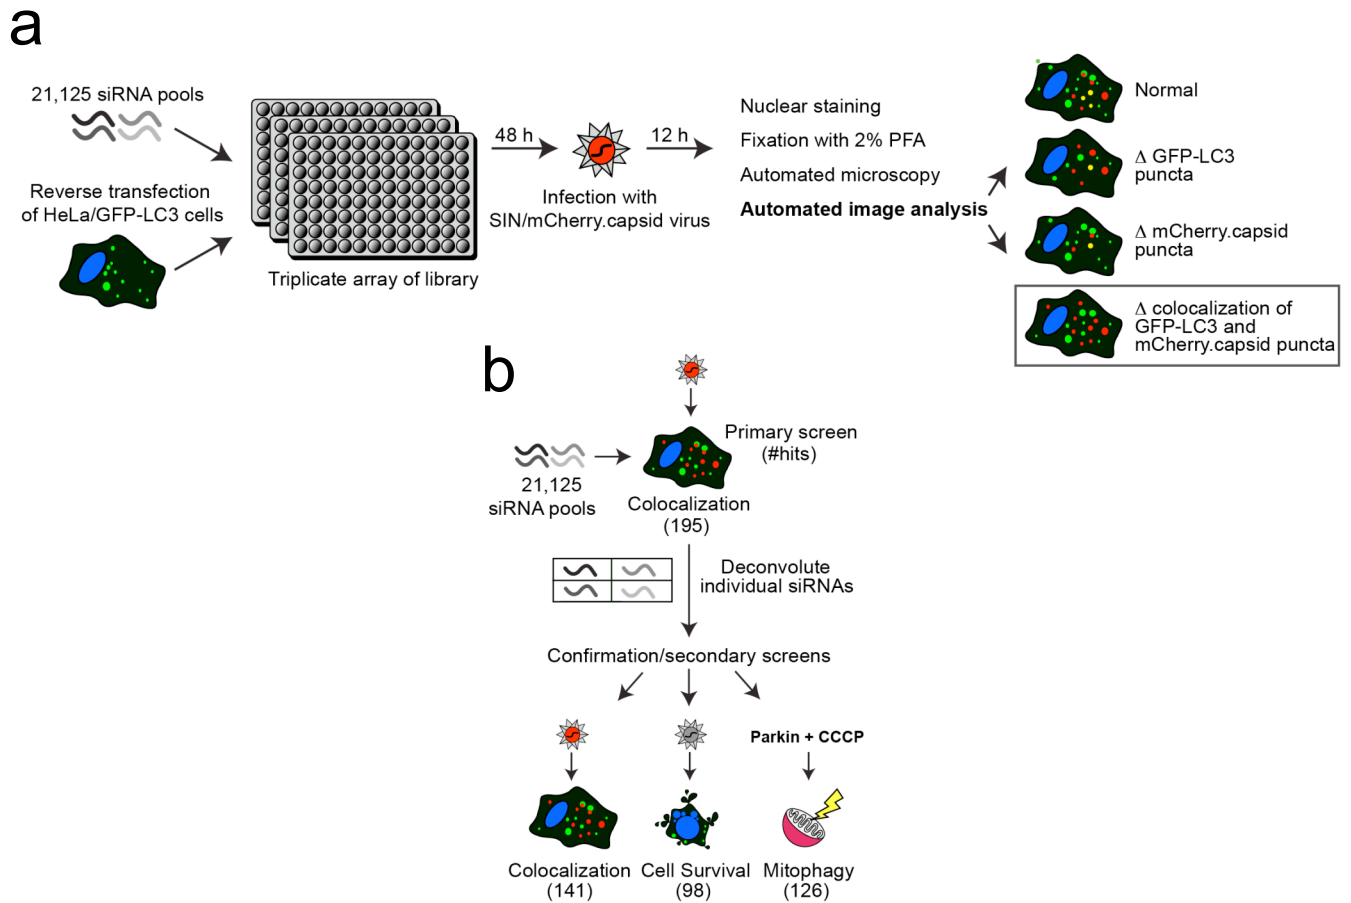 a
21,125 siRNA pools
Reverse transfection
of HeLa/GFP-LC3 cells
Triplicate array of library
48 h
Infection with
SIN/mCherry.capsid virus
12 h
Nuclear staining
Fixation with 2% PFA
Automated microscopy
Automated image analysis
Normal
Δ GFP-LC3
puncta
Δ mCherry.capsid
puncta
Δ colocalization of
GFP-LC3 and
mCherry.capsid puncta
b
21,125
siRNA pools
Primary screen
(#hits)
Colocalization
(195)
Deconvolute
individual siRNAs
Confirmation/secondary screens
Parkin + CCCP
Colocalization
(141)
Cell Survival
(98)
Mitophagy
(126)